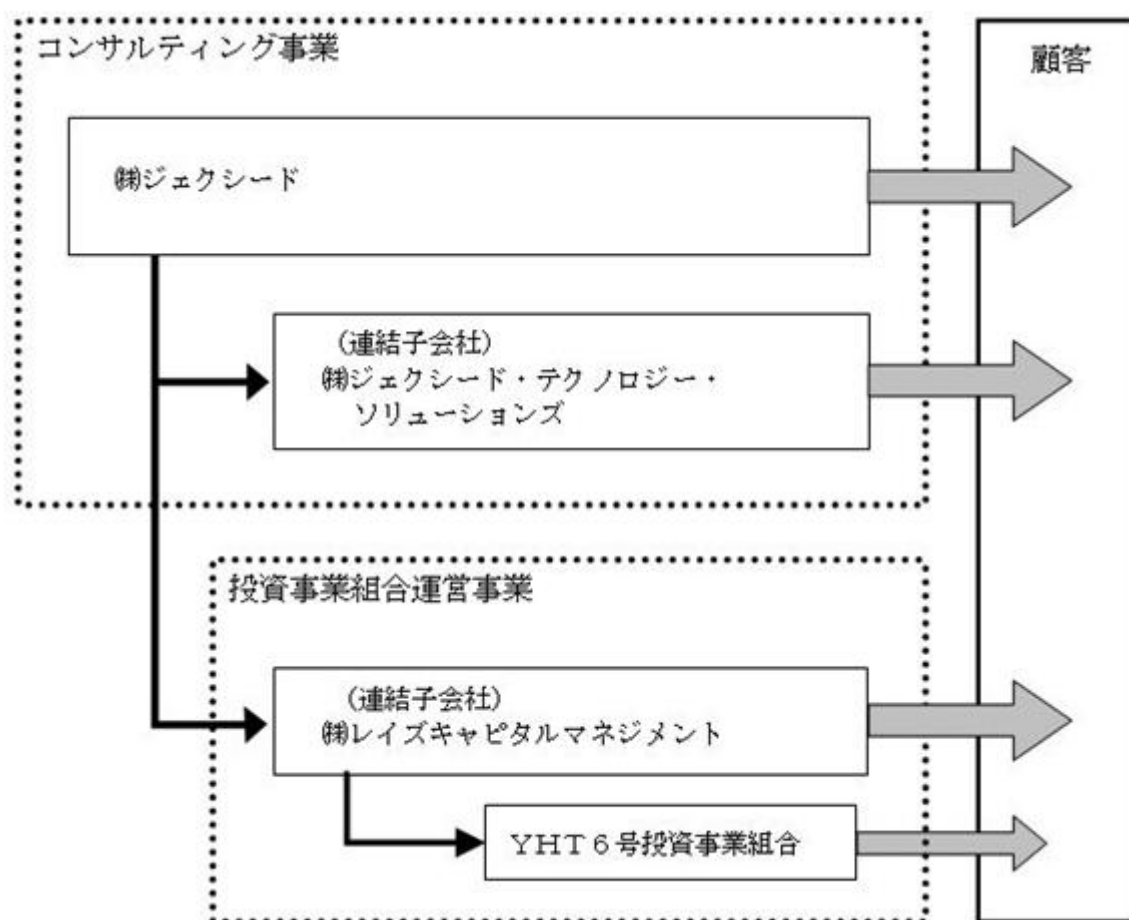 コンサルティング事業
顧客
㈱ジェクシード
(連結子会社)
㈱ジェクシード・テクノロジー・
ソリューションズ
投資事業組合運営事業
(連結子会社)
㈱レイズキャピタルマネジメント
ＹＨＴ６号投資事業組合